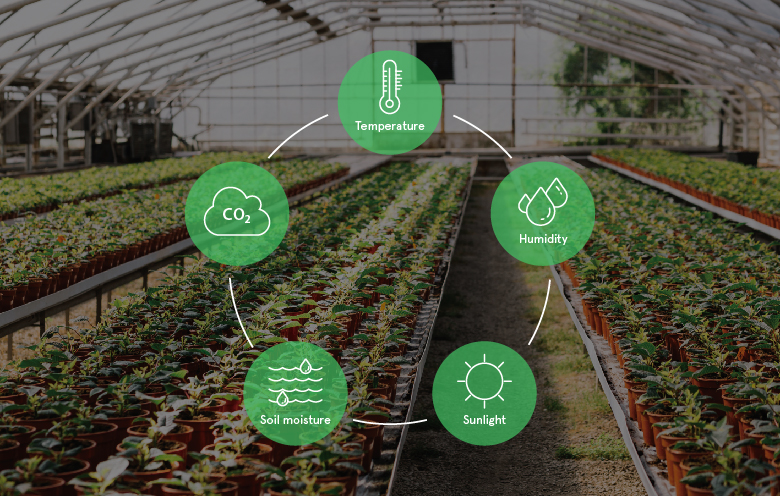 Temperature
CO₂
Humidity
Soil moisture
Sunlight